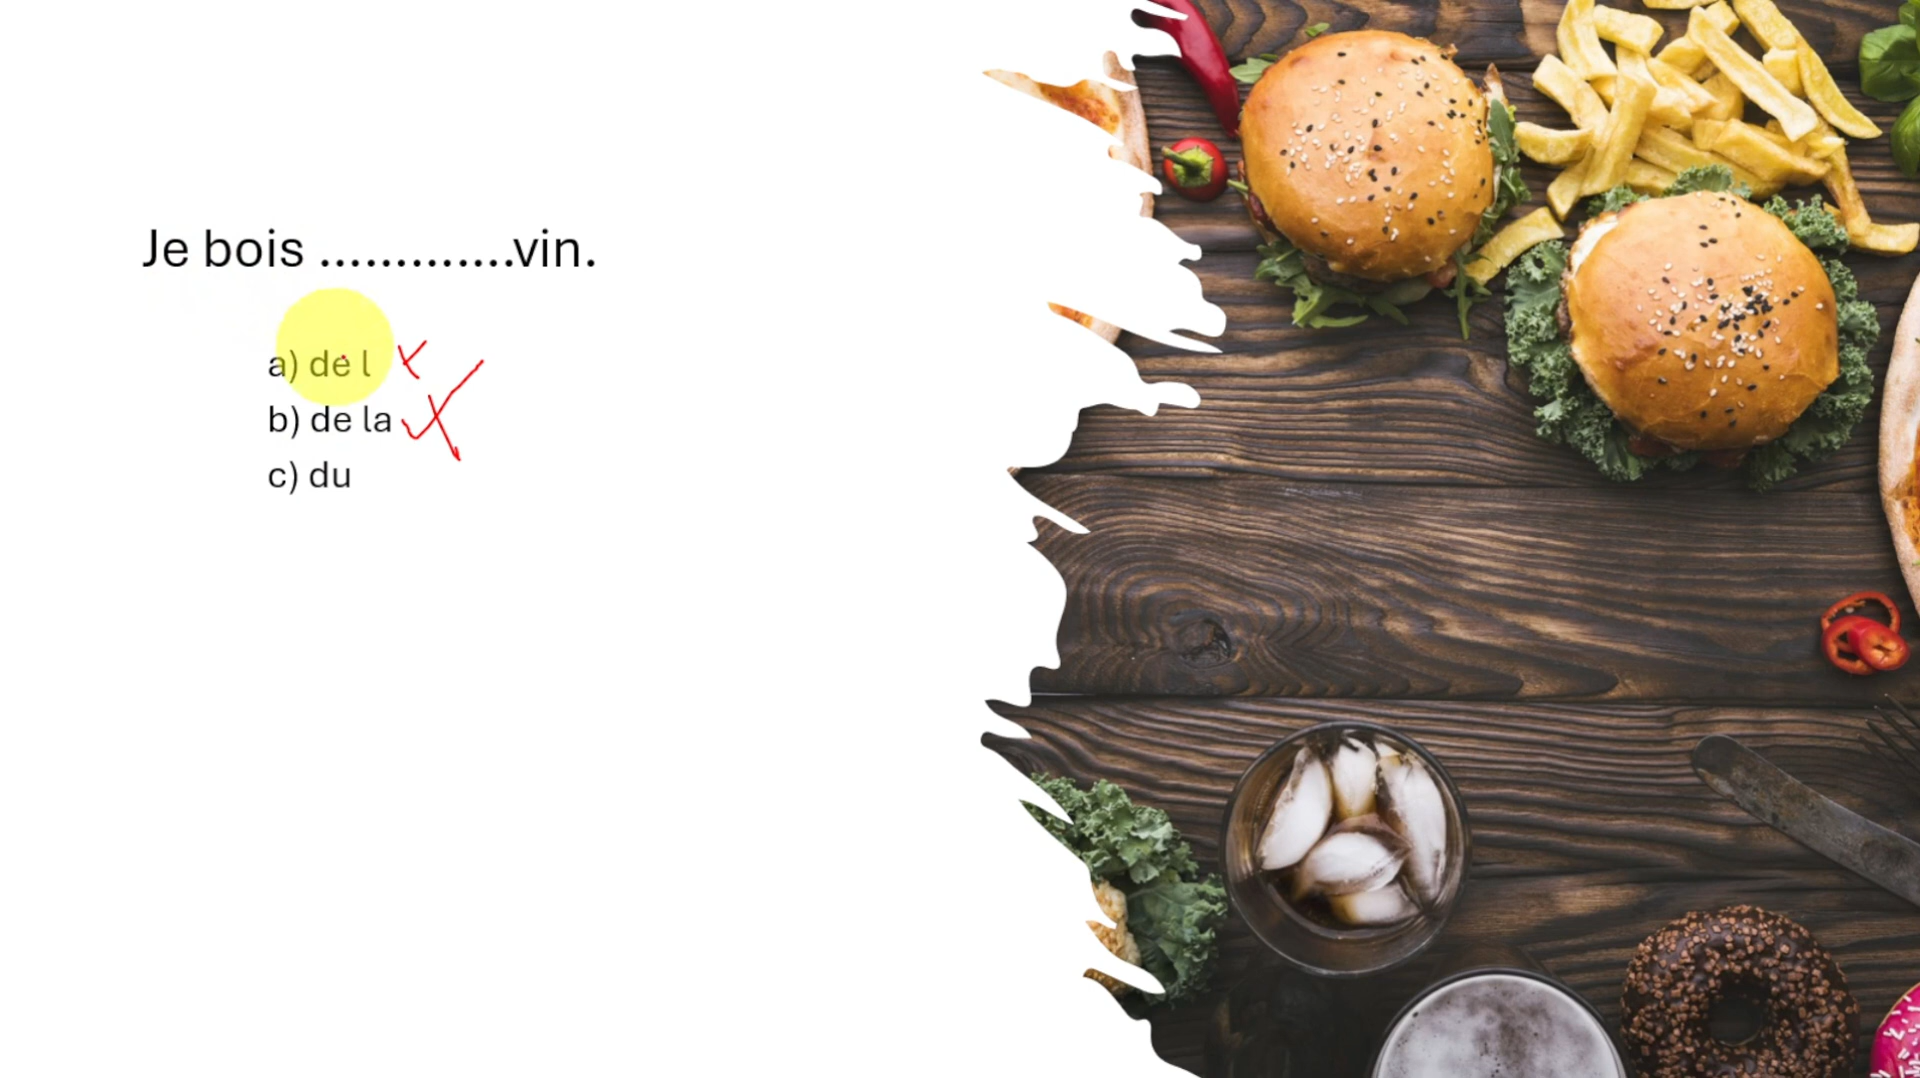 Je bois .............vin.
a) de l
b) de la
c) du